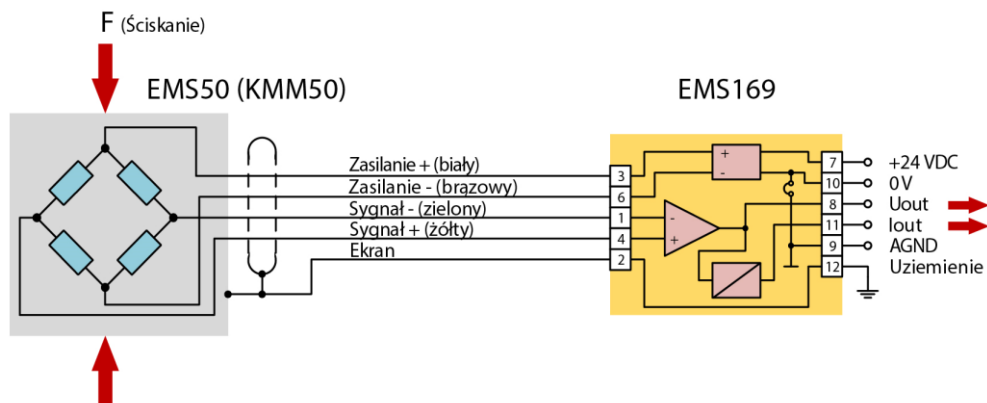 F (Ściskanie)
EMS50 (KMM50)
EMS169
Zasilanie + (biały)
Zasilanie - (brązowy)
Sygnał - (zielony)
Sygnał + (żółty)
Ekran
3
6
1
4
2
+
-
-
+
7
10
8
11
9
12
+24 VDC
0V
Uout
Iout
AGND
Uziemienie